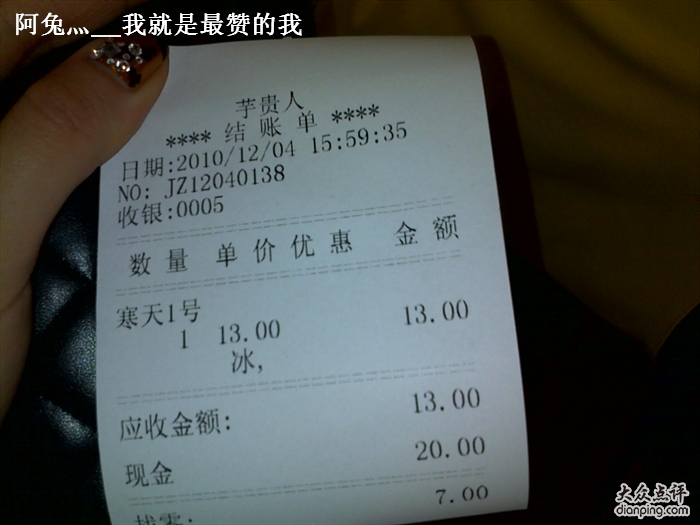 阿兔灬__我就是最赞的我
芋贵人
**** 结 账 单 ****
日期:2010/12/04 15:59:35
NO: JZ12040138
收银:0005
数 量 单 价 优 惠 金 额
寒天1号
1 13.00 13.00
冰,
应收金额: 13.00
现金 20.00
找零: 7.00
大众点评
dianping.com